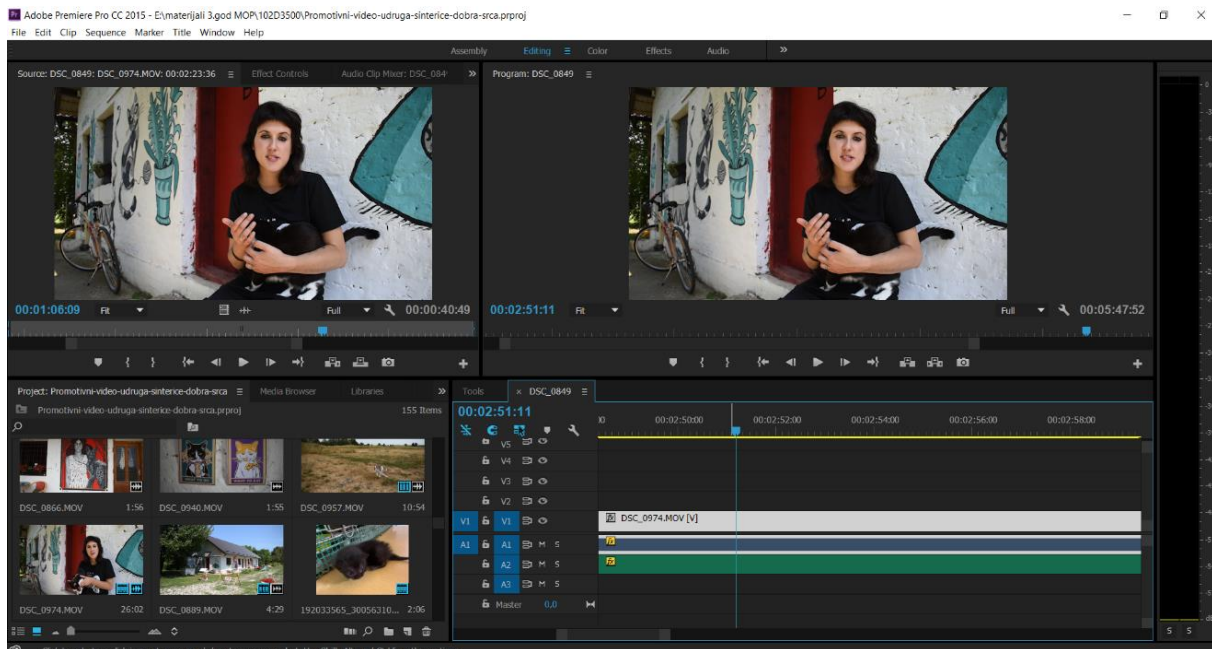 Adobe Premiere Pro CC 2015 - E:\materijali 3.god MOP\102D3500\Promotivni-video-udruga-sinterice-dobra-srca.prproj
File Edit Clip Sequence Marker Title Window Help
Assembly Editing Color Effects Audio
Source: DSC_0849: DSC_0974.MOV: 00:02:23:36 Effect Controls Audio Clip Mixer: DSC_084
Program: DSC_0849
00:01:06:09 Fit Full 00:00:40:49
00:02:51:11 Fit Full 00:05:47:52
Project: Promotivni-video-udruga-sinterice-dobra-srca Media Browser Libraries
Promotivni-video-udruga-sinterice-dobra-srca.prproj 155 Items
DSC_0866.MOV 1:56 DSC_0940.MOV 1:55 DSC_0957.MOV 10:54
DSC_0974.MOV 26:02 DSC_0889.MOV 4:29 192033565_30056310... 2:06
Tools × DSC_0849
00:02:51:11
00:02:50:00 00:02:52:00 00:02:54:00 00:02:56:00 00:02:58:00
V5
V4
V3
V2
V1 V1 fx DSC_0974.MOV [V]
A1 A1 M S fx
A2 M S fx
A3 M S
Master 0,0
S S